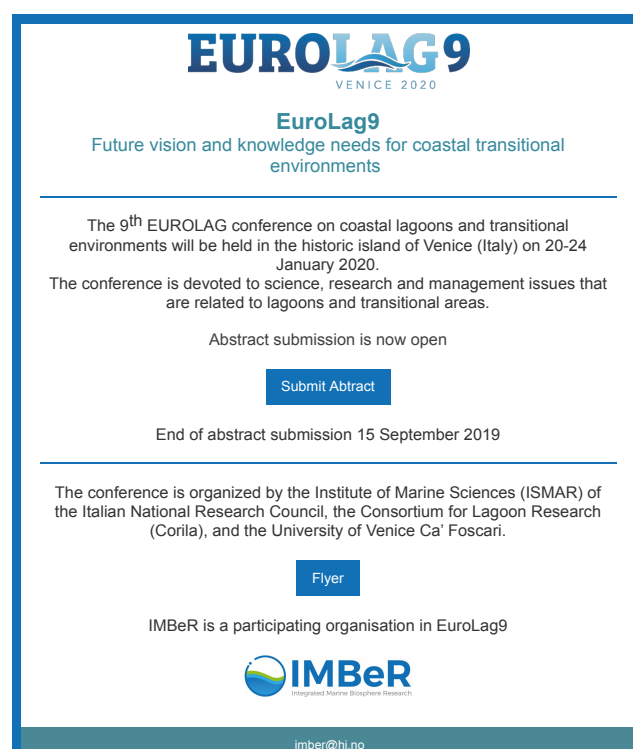 EUROLAG9
VENICE 2020
EuroLag9
Future vision and knowledge needs for coastal transitional
environments
The 9th EUROLAG conference on coastal lagoons and transitional
environments will be held in the historic island of Venice (Italy) on 20-24
January 2020.
The conference is devoted to science, research and management issues that
are related to lagoons and transitional areas.
Abstract submission is now open
Submit Abtract
End of abstract submission 15 September 2019
The conference is organized by the Institute of Marine Sciences (ISMAR) of
the Italian National Research Council, the Consortium for Lagoon Research
(Corila), and the University of Venice Ca' Foscari.
Flyer
IMBeR is a participating organisation in EuroLag9
IMBeR
Integrated Marine Biosphere Research
imber@hi.no